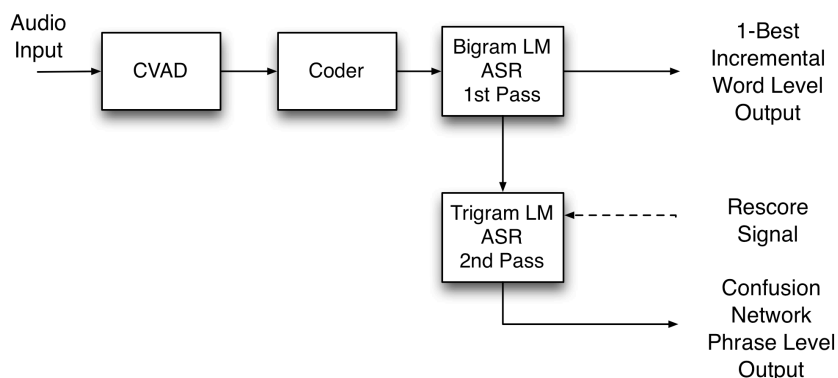 Audio
Input
CVAD
Coder
Bigram LM
ASR
1st Pass
1-Best
Incremental
Word Level
Output
Trigram LM
ASR
2nd Pass
Rescore
Signal
Confusion
Network
Phrase Level
Output